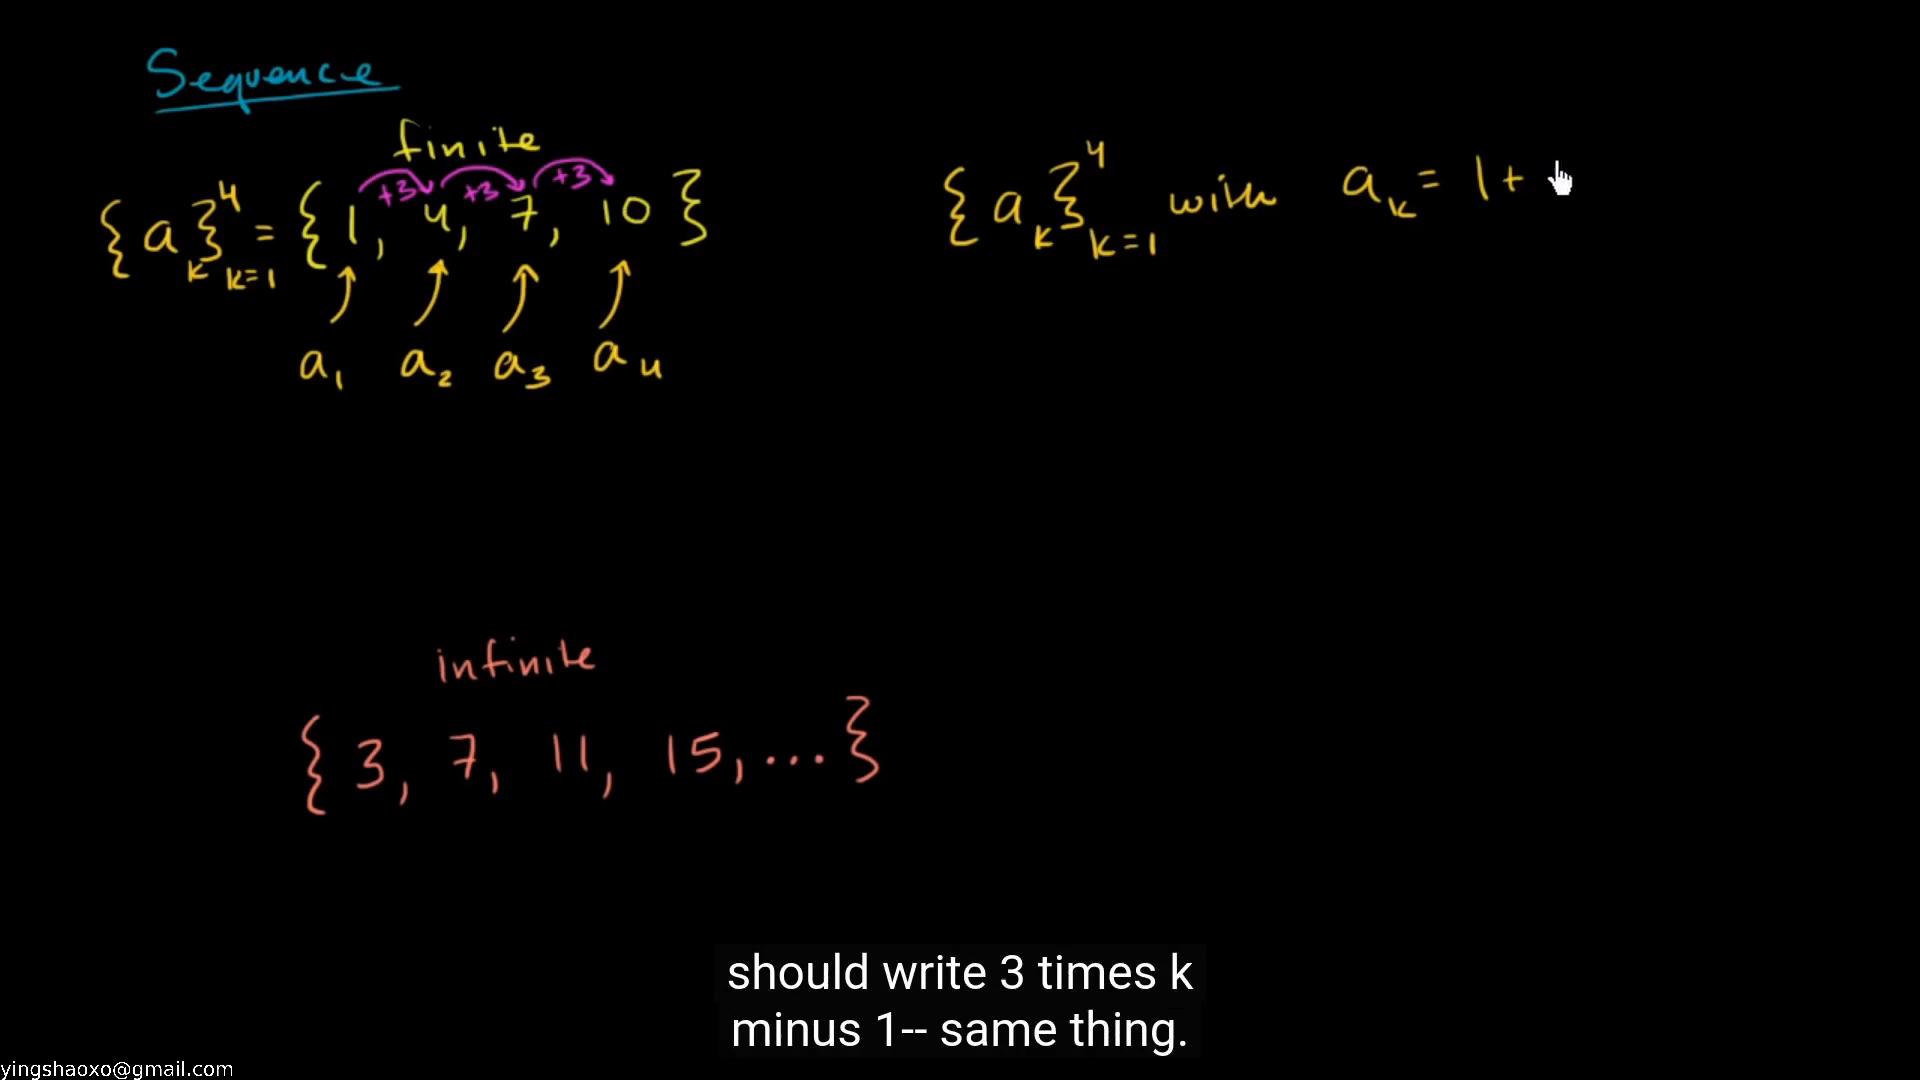 Sequence
finite
+3 +3 +3
{a_k}^4_{k=1} = {1, 4, 7, 10}
a_1 a_2 a_3 a_4
{a_k}^4_{k=1} with a_k = 1+
infinite
{3, 7, 11, 15, ...}
should write 3 times k
minus 1-- same thing.
yingshaoxo@gmail.com